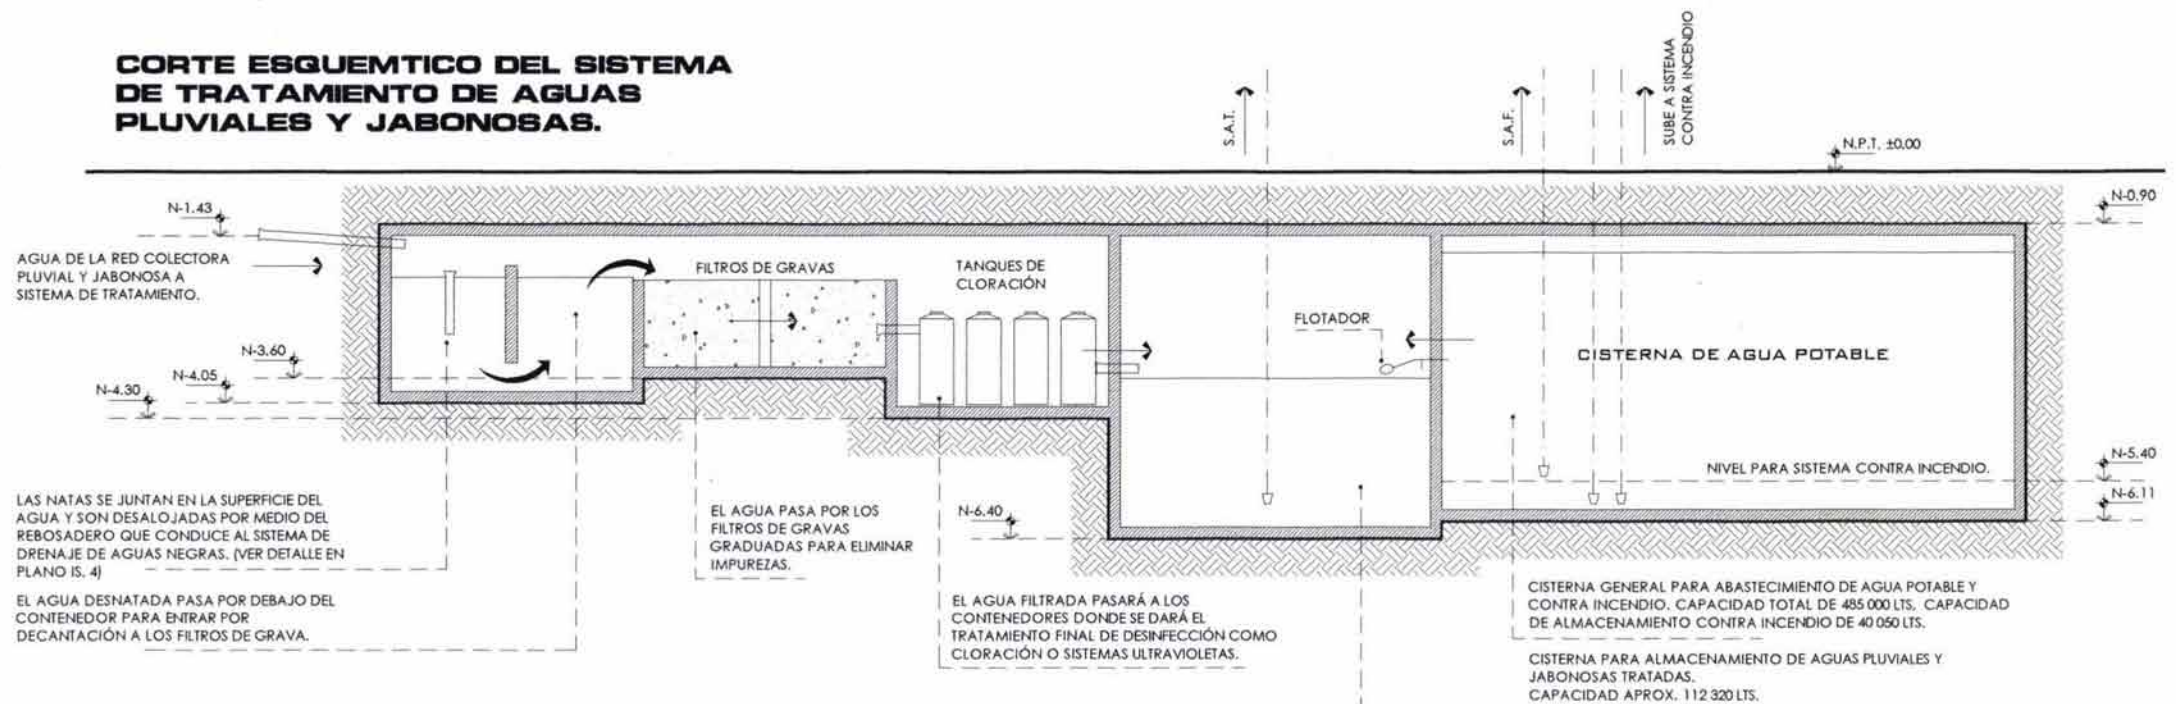 CORTE ESQUEMTICO DEL SISTEMA
DE TRATAMIENTO DE AGUAS
PLUVIALES Y JABONOSAS.
S.A.T.
S.A.F.
SUBE A SISTEMA
CONTRA INCENDIO
N.P.T. ±0.00
N-1.43
N-0.90
AGUA DE LA RED COLECTORA
PLUVIAL Y JABONOSA A
SISTEMA DE TRATAMIENTO.
FILTROS DE GRAVAS
TANQUES DE
CLORACIÓN
FLOTADOR
CISTERNA DE AGUA POTABLE
N-3.60
N-4.05
N-4.30
NIVEL PARA SISTEMA CONTRA INCENDIO.
N-5.40
N-6.11
N-6.40
LAS NATAS SE JUNTAN EN LA SUPERFICIE DEL
AGUA Y SON DESALOJADAS POR MEDIO DEL
REBOSADERO QUE CONDUCE AL SISTEMA DE
DRENAJE DE AGUAS NEGRAS. (VER DETALLE EN
PLANO IS. 4)
EL AGUA DESNATADA PASA POR DEBAJO DEL
CONTENEDOR PARA ENTRAR POR
DECANTACIÓN A LOS FILTROS DE GRAVA.
EL AGUA PASA POR LOS
FILTROS DE GRAVAS
GRADUADAS PARA ELIMINAR
IMPUREZAS.
EL AGUA FILTRADA PASARÁ A LOS
CONTENEDORES DONDE SE DARÁ EL
TRATAMIENTO FINAL DE DESINFECCIÓN COMO
CLORACIÓN O SISTEMAS ULTRAVIOLETAS.
CISTERNA GENERAL PARA ABASTECIMIENTO DE AGUA POTABLE Y
CONTRA INCENDIO. CAPACIDAD TOTAL DE 485 000 LTS. CAPACIDAD
DE ALMACENAMIENTO CONTRA INCENDIO DE 40 050 LTS.
CISTERNA PARA ALMACENAMIENTO DE AGUAS PLUVIALES Y
JABONOSAS TRATADAS.
CAPACIDAD APROX. 112 320 LTS.